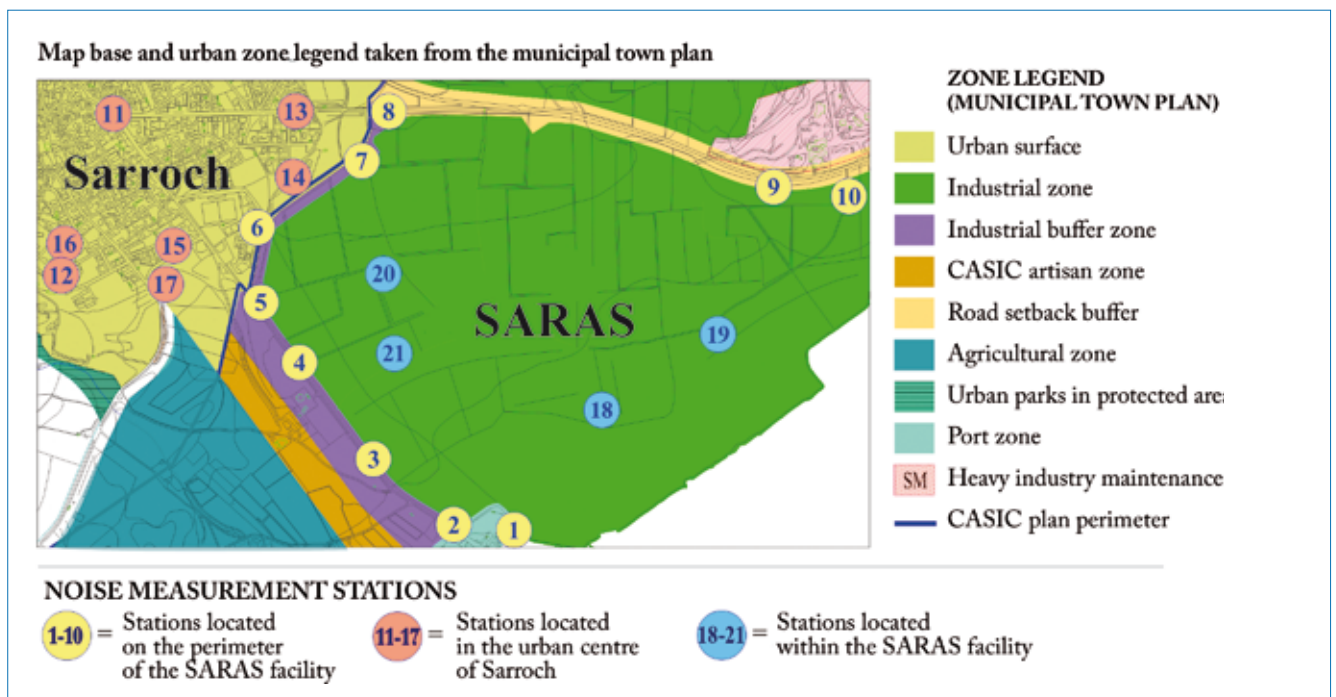 Map base and urban zone legend taken from the municipal town plan
11
13
8
Sarroch
14
7
9
10
6
16
15
12
17
20
5
SARAS
19
21
4
18
3
2
1
ZONE LEGEND
(MUNICIPAL TOWN PLAN)
Urban surface
Industrial zone
Industrial buffer zone
CASIC artisan zone
Road setback buffer
Agricultural zone
Urban parks in protected area
Port zone
SM Heavy industry maintenance
CASIC plan perimeter
NOISE MEASUREMENT STATIONS
1-10 = Stations located
on the perimeter
of the SARAS facility
11-17 = Stations located
in the urban centre
of Sarroch
18-21 = Stations located
within the SARAS facility